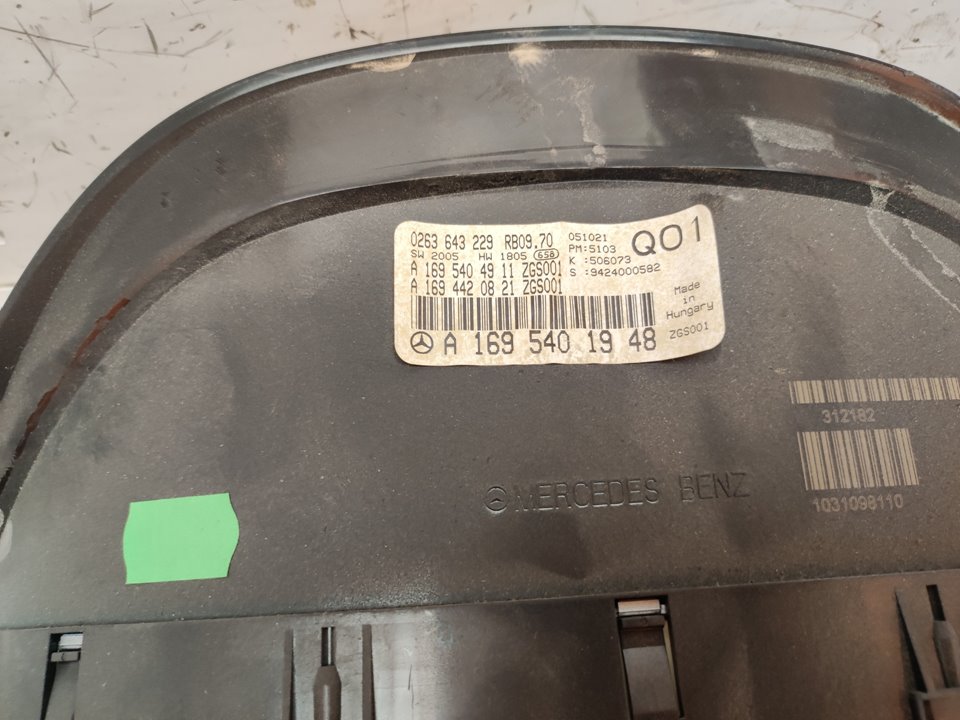 0263 643 229 RB09.70
SW 2005 HW 1805 658
A 169 540 49 11 ZGS001
A 169 442 08 21 ZGS001
051021
PM:5103
K :506073
S :9424000582
Q01
Made
in
Hungary
ZGS001
A 169 540 19 48
312182
1031098110
MERCEDES BENZ